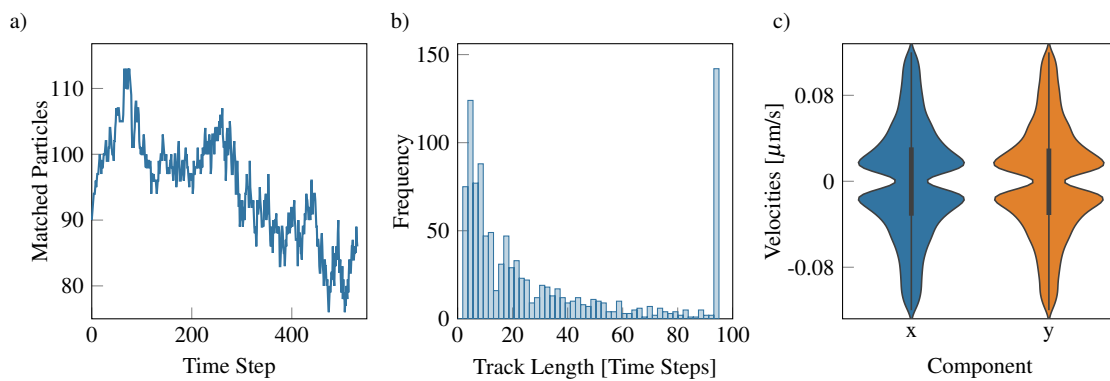 a)
Matched Particles
110
100
90
80
0
200
400
Time Step
b)
Frequency
150
100
50
0
0
20
40
60
80
100
Track Length [Time Steps]
c)
Velocities [μm/s]
0.08
0
-0.08
x
y
Component